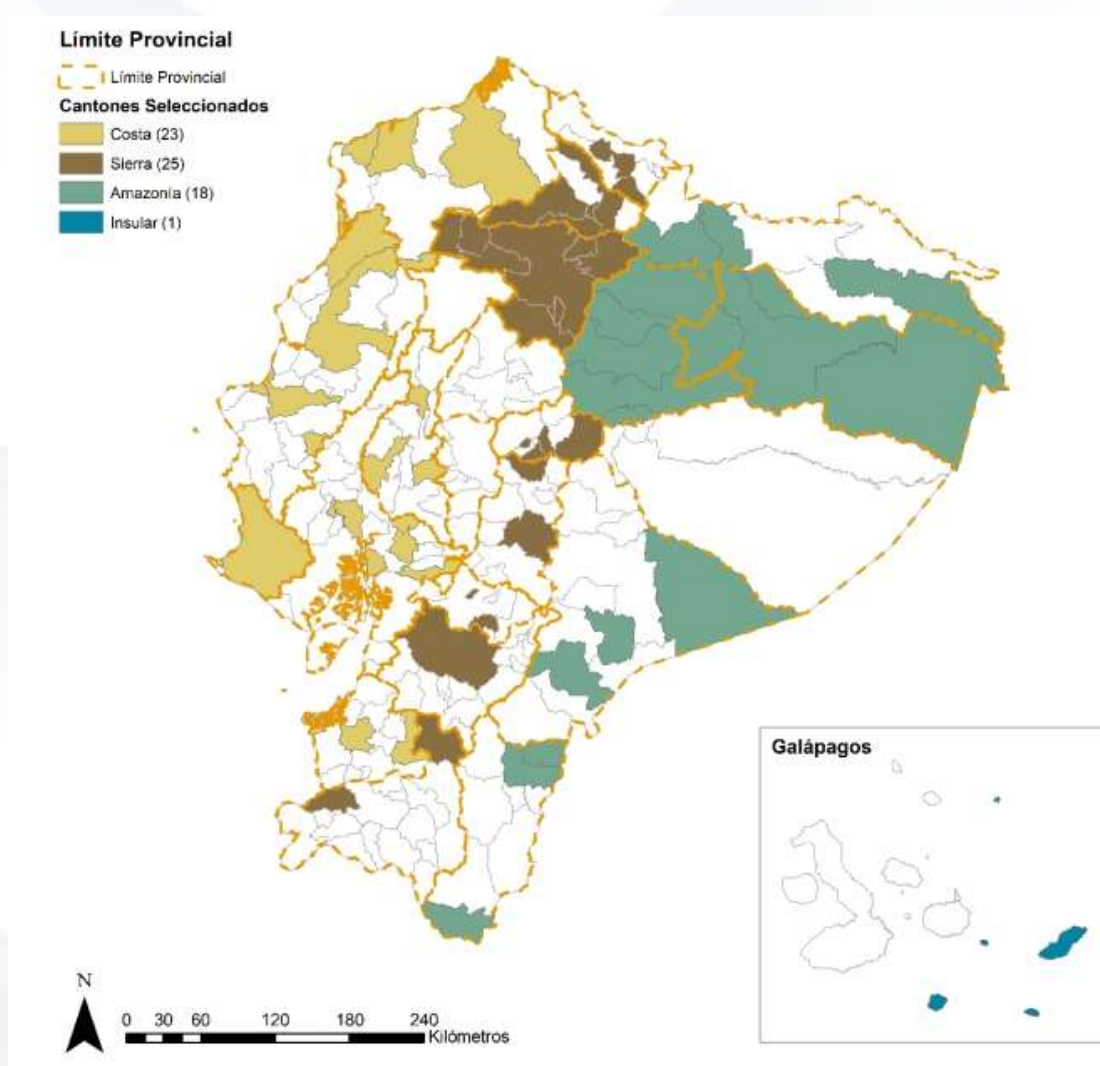 Límite Provincial
Límite Provincial
Cantones Seleccionados
Costa (23)
Sierra (25)
Amazonía (18)
Insular (1)
Galápagos
N
0 30 60 120 180 240
Kilómetros